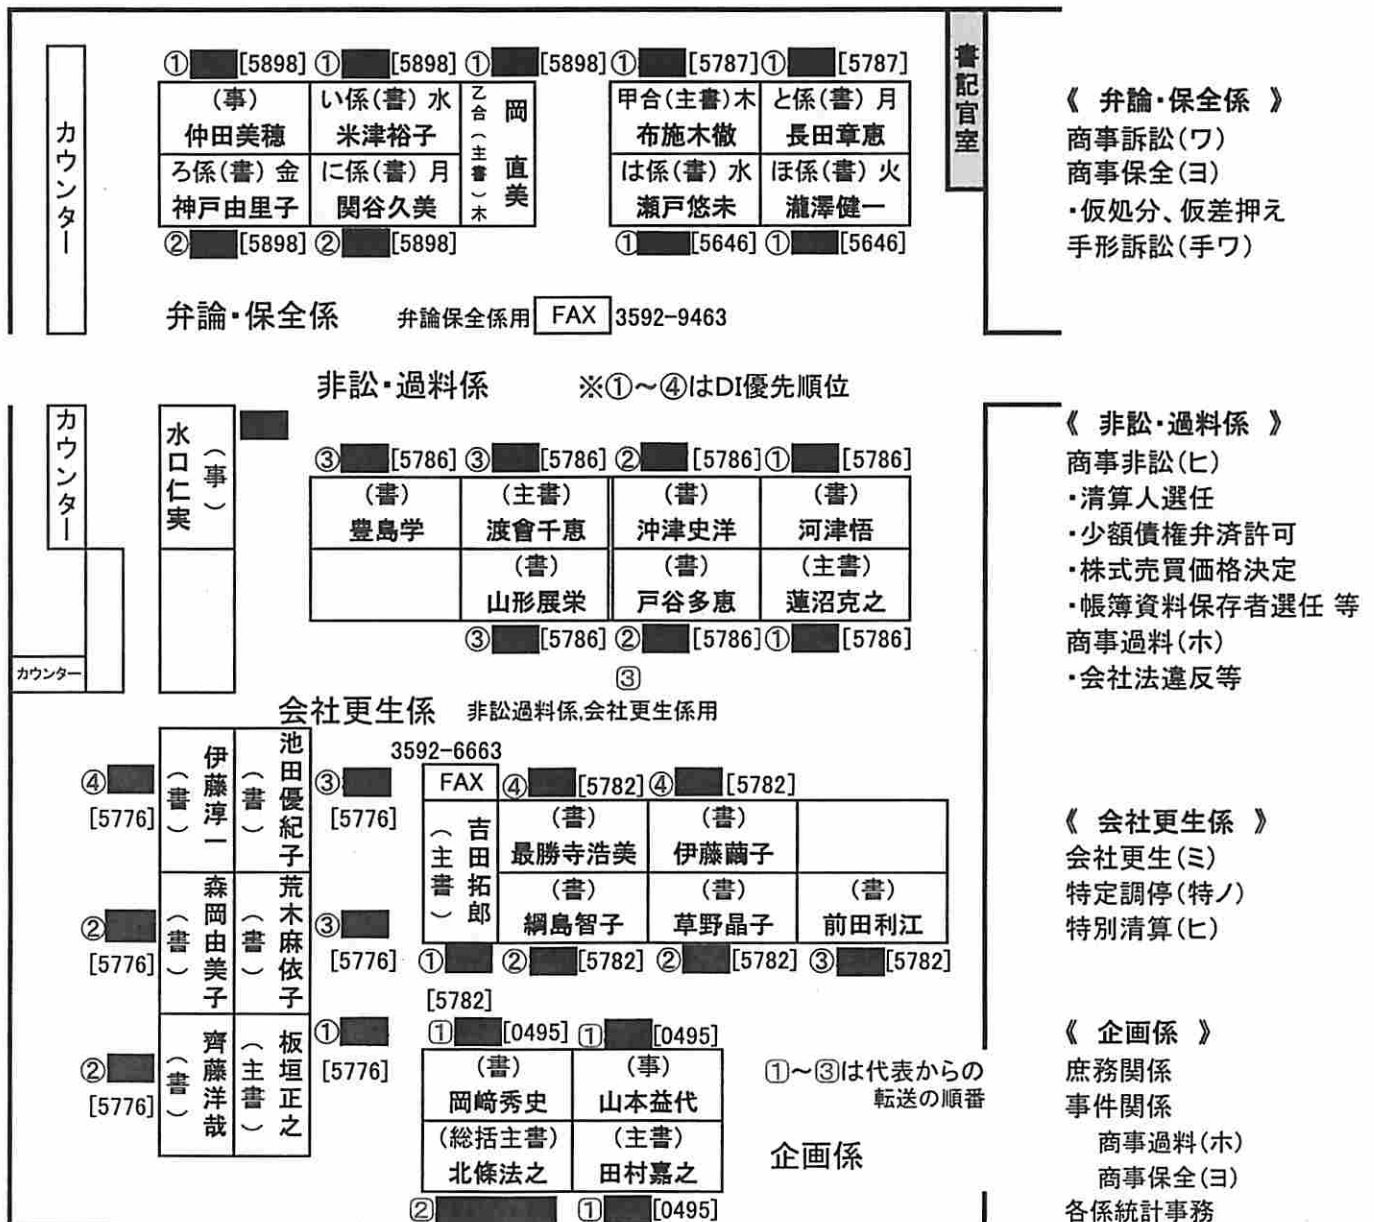 ①[5898] ①[5898] ①[5898] ①[5787] ①[5787]
書記官室
カウンター
(事)
仲田美穂
い係(書) 水
米津裕子
乙合(主書)木
岡 直美
甲合(主書)木
布施木徹
と係(書) 月
長田章恵
ろ係(書) 金
神戸由里子
に係(書) 月
関谷久美
は係(書) 水
瀬戸悠未
ほ係(書) 火
瀧澤健一
②[5898] ②[5898] ①[5646] ①[5646]
弁論・保全係 弁論保全係用 FAX 3592-9463
《 弁論・保全係 》
商事訴訟(ワ)
商事保全(ヨ)
・仮処分、仮差押え
手形訴訟(手ワ)
非訟・過料係 ※①～④はDI優先順位
カウンター
水口仁実
(事)
カウンター
③[5786] ③[5786] ②[5786] ①[5786]
(書)
豊島学
(主書)
渡會千恵
(書)
沖津史洋
(書)
河津悟
(書)
山形展栄
(書)
戸谷多恵
(主書)
蓮沼克之
③[5786] ②[5786] ①[5786]
③
《 非訟・過料係 》
商事非訟(ヒ)
・清算人選任
・少額債権弁済許可
・株式売買価格決定
・帳簿資料保存者選任 等
商事過料(ホ)
・会社法違反等
会社更生係 非訟過料係,会社更生係用
3592-6663
FAX
④
[5776]
伊藤淳一
(書)
池田優紀子
(書)
③
[5776]
②
[5776]
森岡由美子
(書)
荒木麻依子
(書)
③
[5776]
②
[5776]
齊藤洋哉
(書)
板垣正之
(主書)
①
[5776]
④[5782] ④[5782]
吉田拓郎
(主書)
(書)
最勝寺浩美
(書)
伊藤繭子
(書)
綱島智子
(書)
草野晶子
(書)
前田利江
① ②[5782] ②[5782] ③[5782]
[5782]
《 会社更生係 》
会社更生(ミ)
特定調停(特ノ)
特別清算(ヒ)
①[0495] ①[0495]
(書)
岡﨑秀史
(事)
山本益代
(総括主書)
北條法之
(主書)
田村嘉之
② ①[0495]
①～③は代表からの
転送の順番
企画係
《 企画係 》
庶務関係
事件関係
商事過料(ホ)
商事保全(ヨ)
各係統計事務